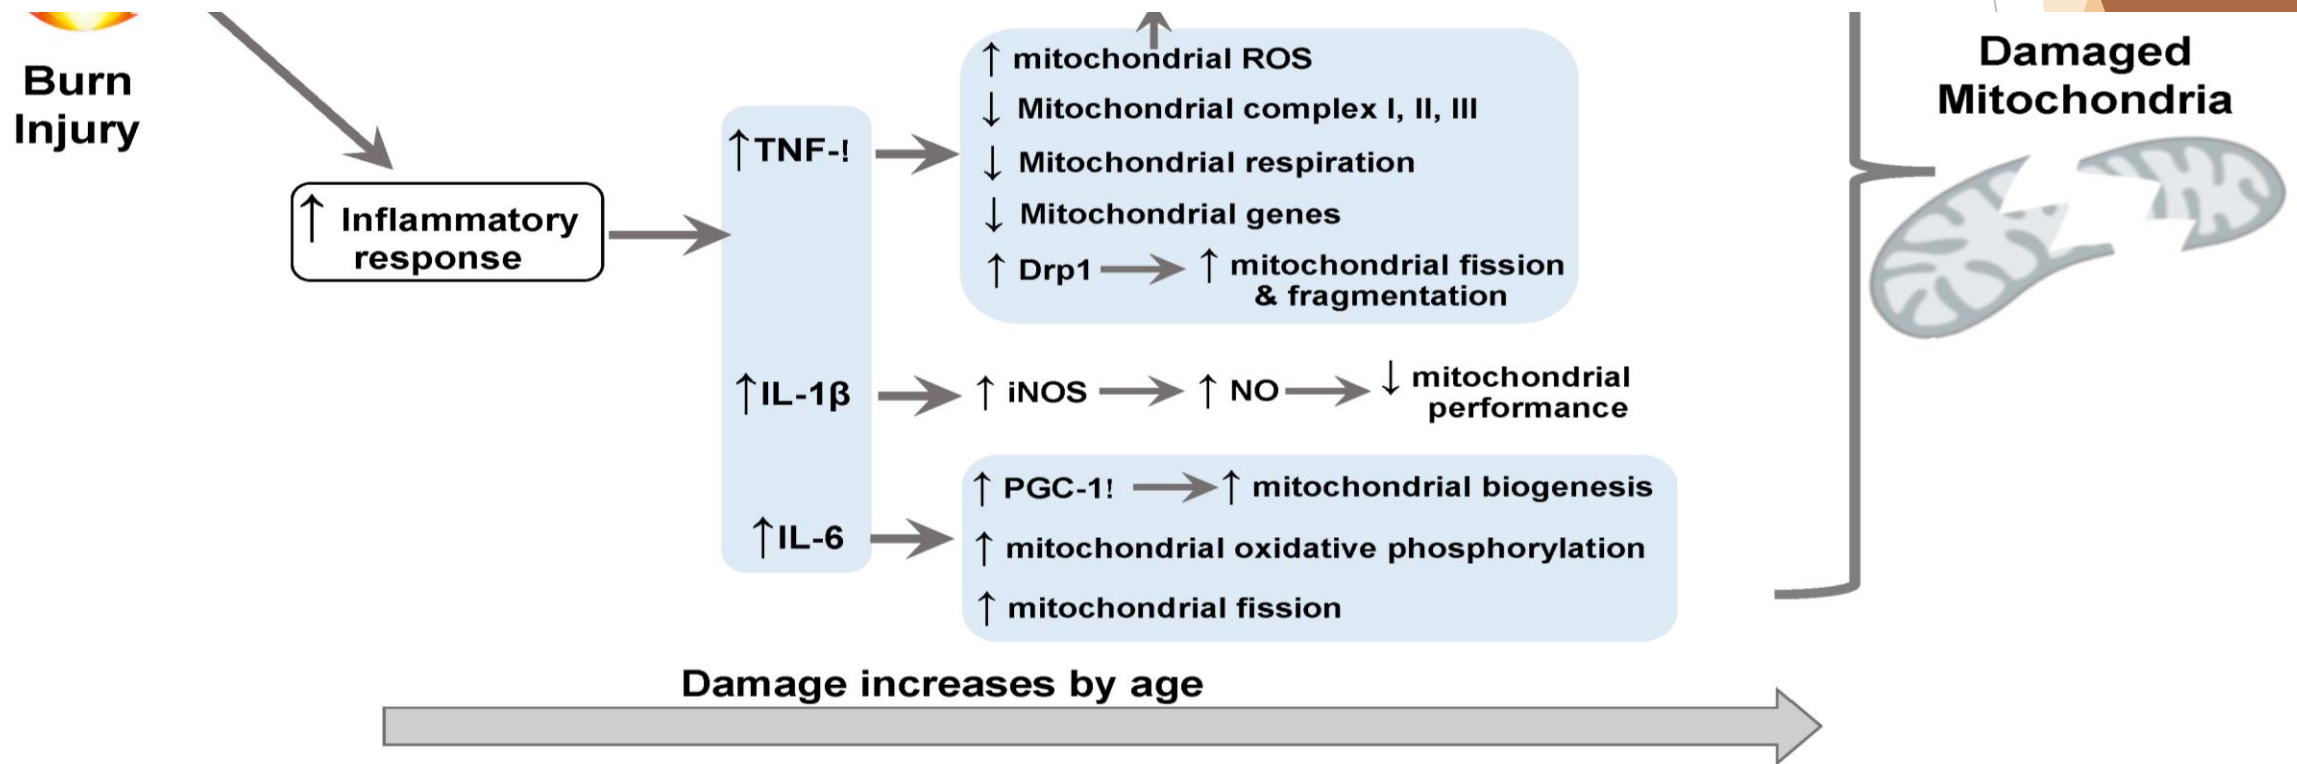 Burn
Injury
↑ Inflammatory
response
↑TNF-!
↑ mitochondrial ROS
↓ Mitochondrial complex I, II, III
↓ Mitochondrial respiration
↓ Mitochondrial genes
↑ Drp1 → ↑ mitochondrial fission
& fragmentation
↑IL-1β → ↑ iNOS → ↑ NO → ↓ mitochondrial
performance
↑IL-6
↑ PGC-1! → ↑ mitochondrial biogenesis
↑ mitochondrial oxidative phosphorylation
↑ mitochondrial fission
Damaged
Mitochondria
Damage increases by age